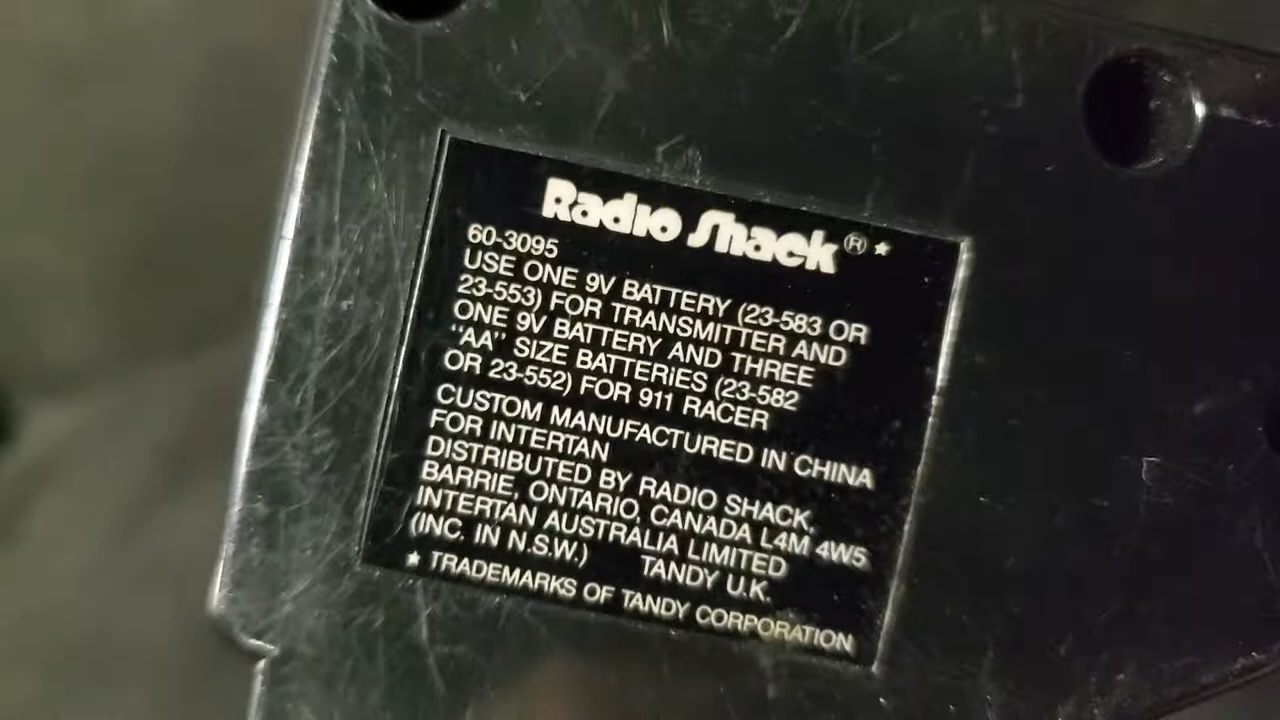 Radio Shack® ★
60-3095
USE ONE 9V BATTERY (23-583 OR
23-553) FOR TRANSMITTER AND
ONE 9V BATTERY AND THREE
"AA" SIZE BATTERiES (23-582
OR 23-552) FOR 911 RACER
CUSTOM MANUFACTURED IN CHINA
FOR INTERTAN
DISTRIBUTED BY RADIO SHACK,
BARRIE, ONTARIO, CANADA L4M 4W5.
INTERTAN AUSTRALIA LIMITED
(INC. IN N.S.W.) TANDY U.K.
★ TRADEMARKS OF TANDY CORPORATION